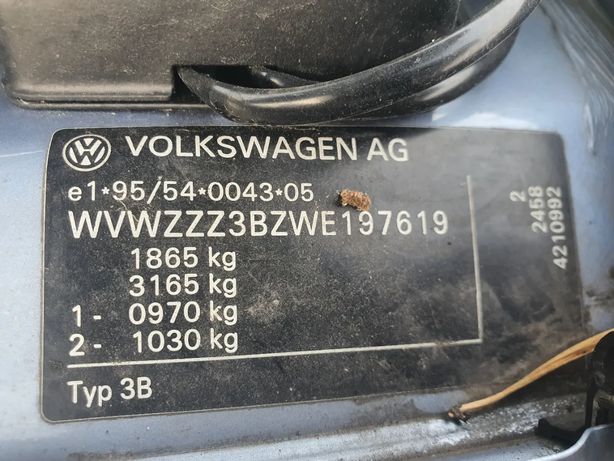 VOLKSWAGEN AG
e1*95/54*0043*05
WVWZZZ3BZWE197619
1865 kg
3165 kg
1- 0970 kg
2- 1030 kg
Typ 3B
2
2458
4210992